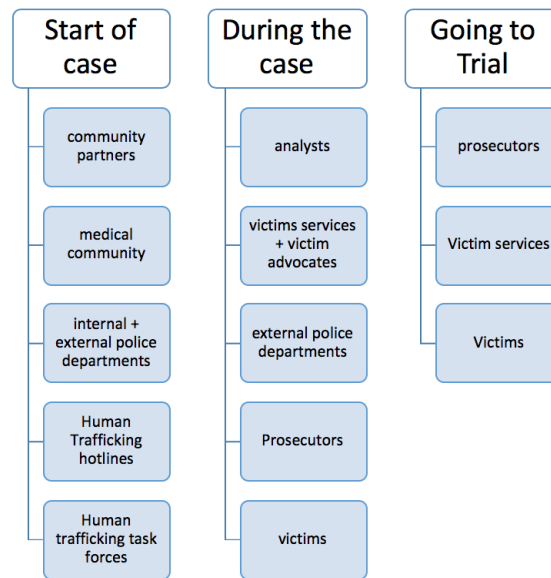 Start of
case
community
partners
medical
community
internal +
external police
departments
Human
Trafficking
hotlines
Human
trafficking task
forces
During the
case
analysts
victims services
+ victim
advocates
external police
departments
Prosecutors
victims
Going to
Trial
prosecutors
Victim services
Victims